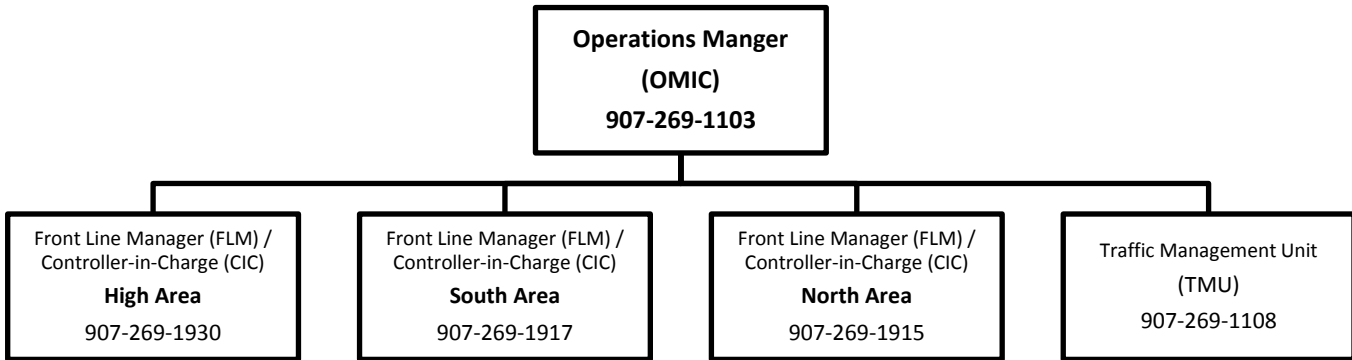 Operations Manger
(OMIC)
907-269-1103
Front Line Manager (FLM) /
Controller-in-Charge (CIC)
High Area
907-269-1930
Front Line Manager (FLM) /
Controller-in-Charge (CIC)
South Area
907-269-1917
Front Line Manager (FLM) /
Controller-in-Charge (CIC)
North Area
907-269-1915
Traffic Management Unit
(TMU)
907-269-1108